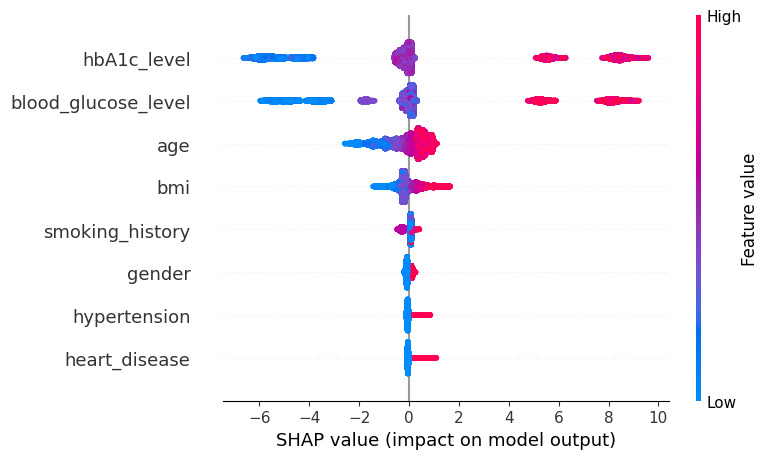 High
hbA1c_level
blood_glucose_level
age
bmi
smoking_history
gender
hypertension
heart_disease
Feature value
Low
−6 −4 −2 0 2 4 6 8 10
SHAP value (impact on model output)